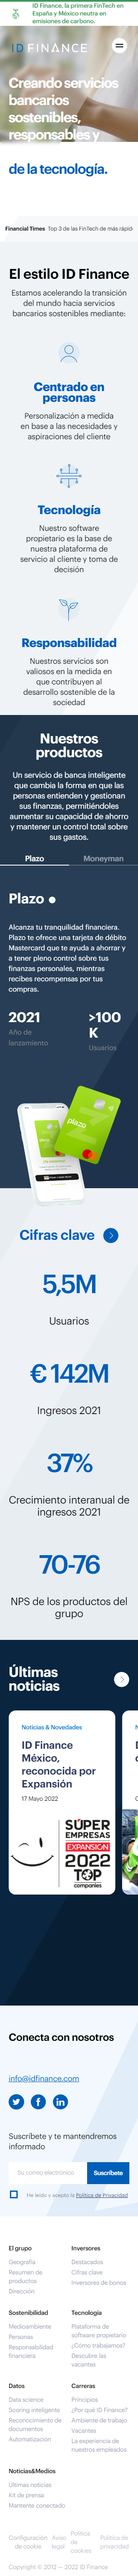 ID Finance, la primera FinTech en
España y México neutra en
emisiones de carbono.
ID FINANCE
Creando servicios
bancarios
sostenibles,
responsables y
de la tecnología.
Financial Times Top 3 de las FinTech de más rápido
El estilo ID Finance
Estamos acelerando la transición
del mundo hacia servicios
bancarios sostenibles mediante:
Centrado en
personas
Personalización a medida
en base a las necesidades y
aspiraciones del cliente
Tecnología
Nuestro software
propietario es la base de
nuestra plataforma de
servicio al cliente y toma de
decisión
Responsabilidad
Nuestros servicios son
valiosos en la medida en
que contribuyen al
desarrollo sostenible de la
sociedad
Nuestros
productos
Un servicio de banca inteligente
que cambia la forma en que las
personas entienden y gestionan
sus finanzas, permitiéndoles
aumentar su capacidad de ahorro
y mantener un control total sobre
sus gastos.
Plazo Moneyman
Plazo
Alcanza tu tranquilidad financiera.
Plazo te ofrece una tarjeta de débito
Mastercard que te ayuda a ahorrar y
a tener pleno control sobre tus
finanzas personales, mientras
recibes recompensas por tus
compras.
2021
Año de
lanzamiento
>100
K
Usuarios
plazo
Cifras clave
5,5M
Usuarios
€ 142M
Ingresos 2021
37%
Crecimiento interanual de
ingresos 2021
70-76
NPS de los productos del
grupo
Últimas
noticias
Noticias & Novedades
ID Finance
México,
reconocida por
Expansión
17 Mayo 2022
SÚPER
EMPRESAS
EXPANSIÓN
2022
TOP
companies
Conecta con nosotros
info@idfinance.com
Suscríbete y te mantendremos
informado
Su correo electrónico
Suscríbete
He leído y acepto la Política de Privacidad
El grupo
Geografía
Resumen de
productos
Dirección
Inversores
Destacados
Cifras clave
Inversores de bonos
Sostenibilidad
Medioambiente
Personas
Responsabilidad
financiera
Tecnología
Plataforma de
software propietario
¿Cómo trabajamos?
Descubre las
vacantes
Datos
Data science
Scoring inteligente
Reconocimiento de
documentos
Automatización
Carreras
Principios
¿Por qué ID Finance?
Ambiente de trabajo
Vacantes
La experiencia de
nuestros empleados
Noticias&Medios
Últimas noticias
Kit de prensa
Mantente conectado
Configuración
de cookie
Aviso
legal
Política
de
cookies
Política de
privacidad
Copyright © 2012 — 2022 ID Finance